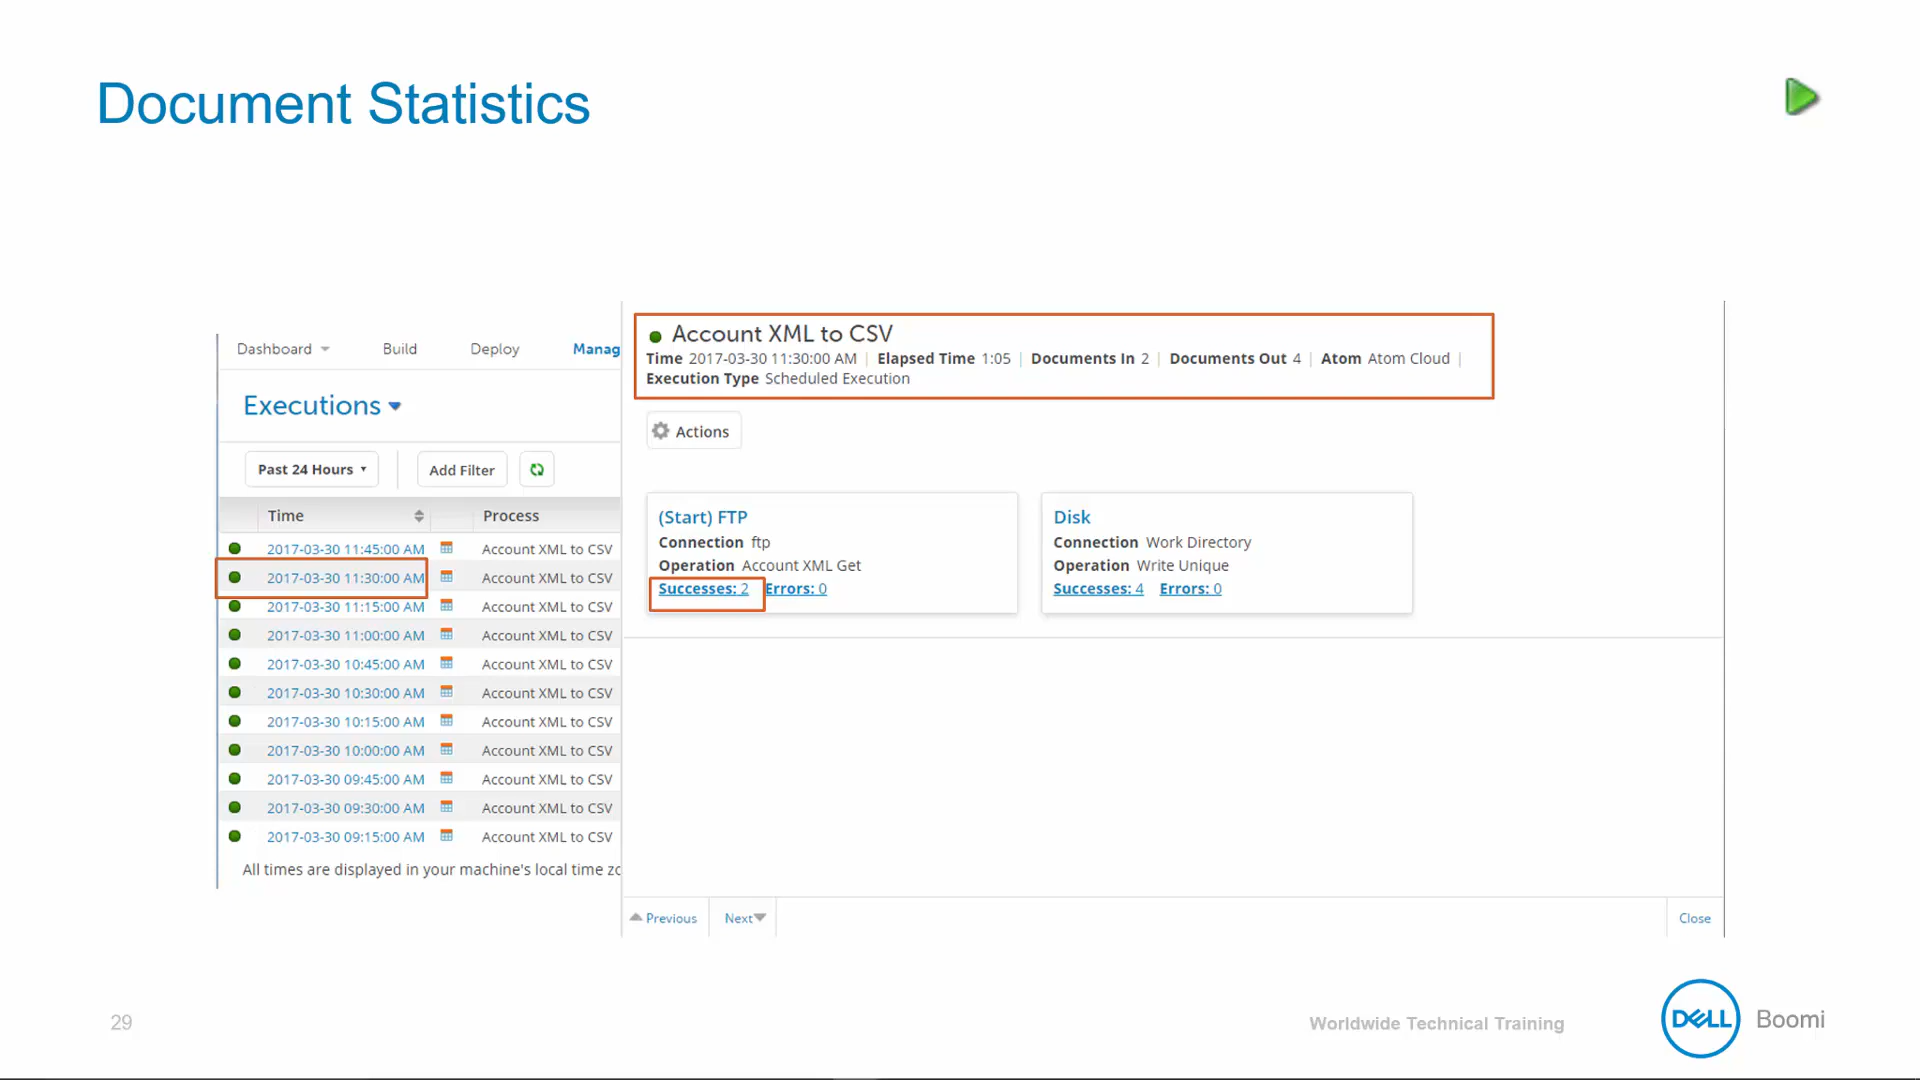 Document Statistics
Dashboard Build Deploy Manag
Executions
Past 24 Hours Add Filter
Time Process
2017-03-30 11:45:00 AM Account XML to CSV
2017-03-30 11:30:00 AM Account XML to CSV
2017-03-30 11:15:00 AM Account XML to CSV
2017-03-30 11:00:00 AM Account XML to CSV
2017-03-30 10:45:00 AM Account XML to CSV
2017-03-30 10:30:00 AM Account XML to CSV
2017-03-30 10:15:00 AM Account XML to CSV
2017-03-30 10:00:00 AM Account XML to CSV
2017-03-30 09:45:00 AM Account XML to CSV
2017-03-30 09:30:00 AM Account XML to CSV
2017-03-30 09:15:00 AM Account XML to CSV
All times are displayed in your machine's local time zo
Account XML to CSV
Time 2017-03-30 11:30:00 AM | Elapsed Time 1:05 | Documents In 2 | Documents Out 4 | Atom Atom Cloud |
Execution Type Scheduled Execution
Actions
(Start) FTP
Connection ftp
Operation Account XML Get
Successes: 2 Errors: 0
Disk
Connection Work Directory
Operation Write Unique
Successes: 4 Errors: 0
Previous Next Close
29
Worldwide Technical Training
DELL Boomi